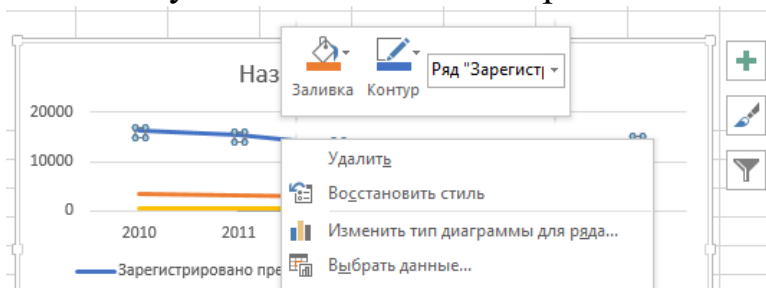 Наз
Заливка Контур
Ряд "Зарегист
20000
10000
0
2010 2011
Зарегистрировано пре
Удалить
Восстановить стиль
Изменить тип диаграммы для ряда...
Выбрать данные...